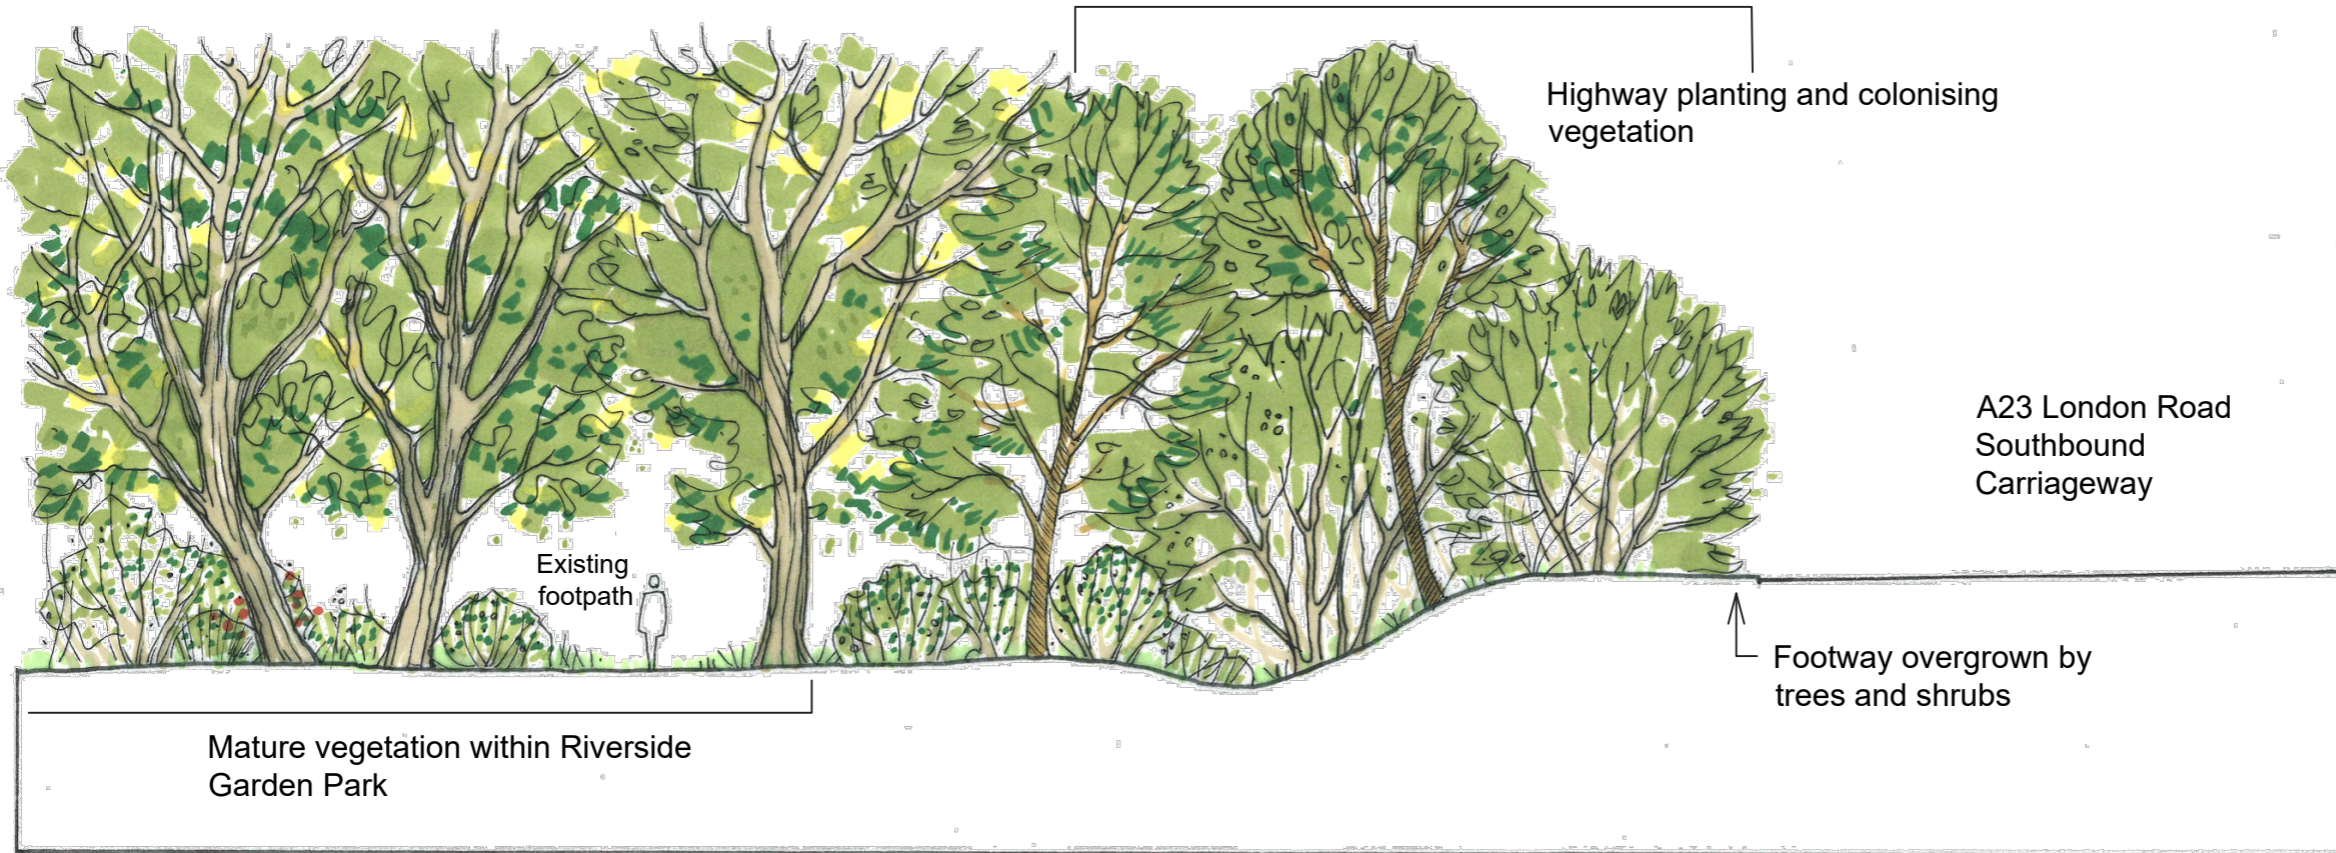 Highway planting and colonising
vegetation
A23 London Road
Southbound
Carriageway
Existing
footpath
Footway overgrown by
trees and shrubs
Mature vegetation within Riverside
Garden Park